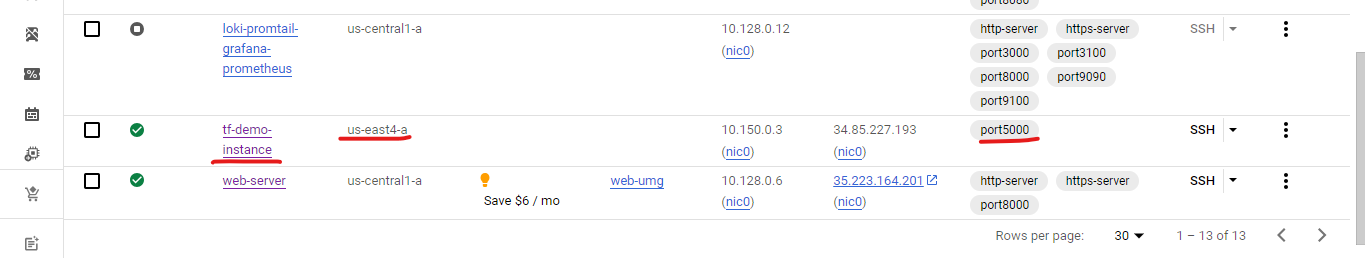 port8080
loki-promtail- us-central1-a 10.128.0.12 http-server https-server SSH
grafana- (nic0) port3000 port3100
prometheus port8000 port9090
port9100
tf-demo- us-east4-a 10.150.0.3 34.85.227.193 port5000 SSH
instance (nic0) (nic0)
web-server us-central1-a web-umg 10.128.0.6 35.223.164.201 http-server https-server SSH
Save $6 / mo (nic0) (nic0) port8000
Rows per page: 30 1 – 13 of 13